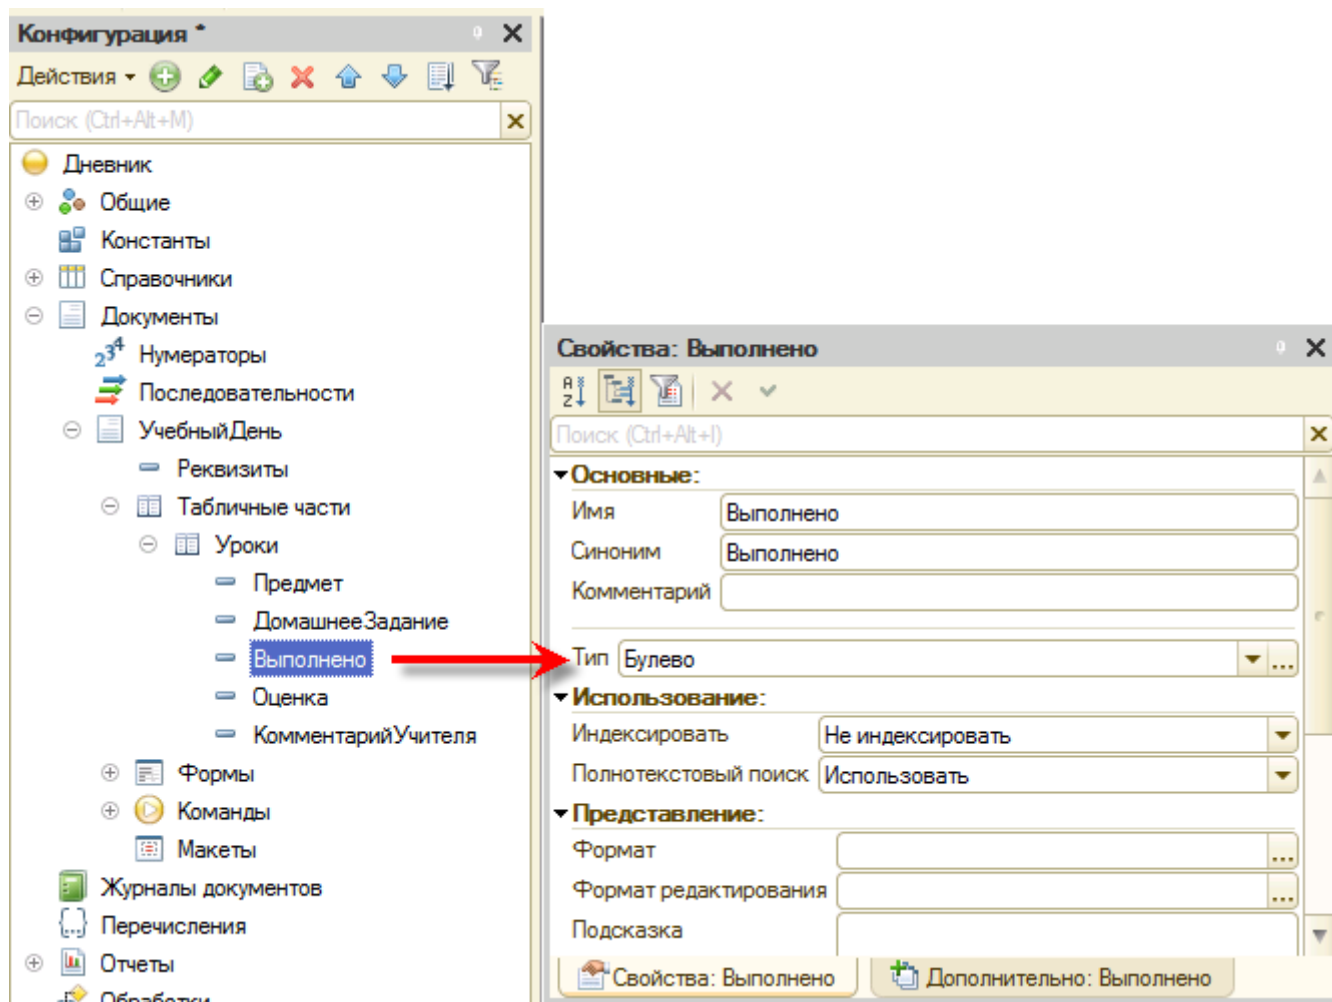 Конфигурация *
Действия
Поиск (Ctrl+Alt+M)
Дневник
Общие
Константы
Справочники
Документы
Нумераторы
Последовательности
УчебныйДень
Реквизиты
Табличные части
Уроки
Предмет
ДомашнееЗадание
Выполнено
Оценка
КомментарийУчителя
Формы
Команды
Макеты
Журналы документов
Перечисления
Отчеты
Обработки
Свойства: Выполнено
Поиск (Ctrl+Alt+I)
Основные:
Имя Выполнено
Синоним Выполнено
Комментарий
Тип Булево ...
Использование:
Индексировать Не индексировать
Полнотекстовый поиск Использовать
Представление:
Формат ...
Формат редактирования ...
Подсказка
Свойства: Выполнено Дополнительно: Выполнено